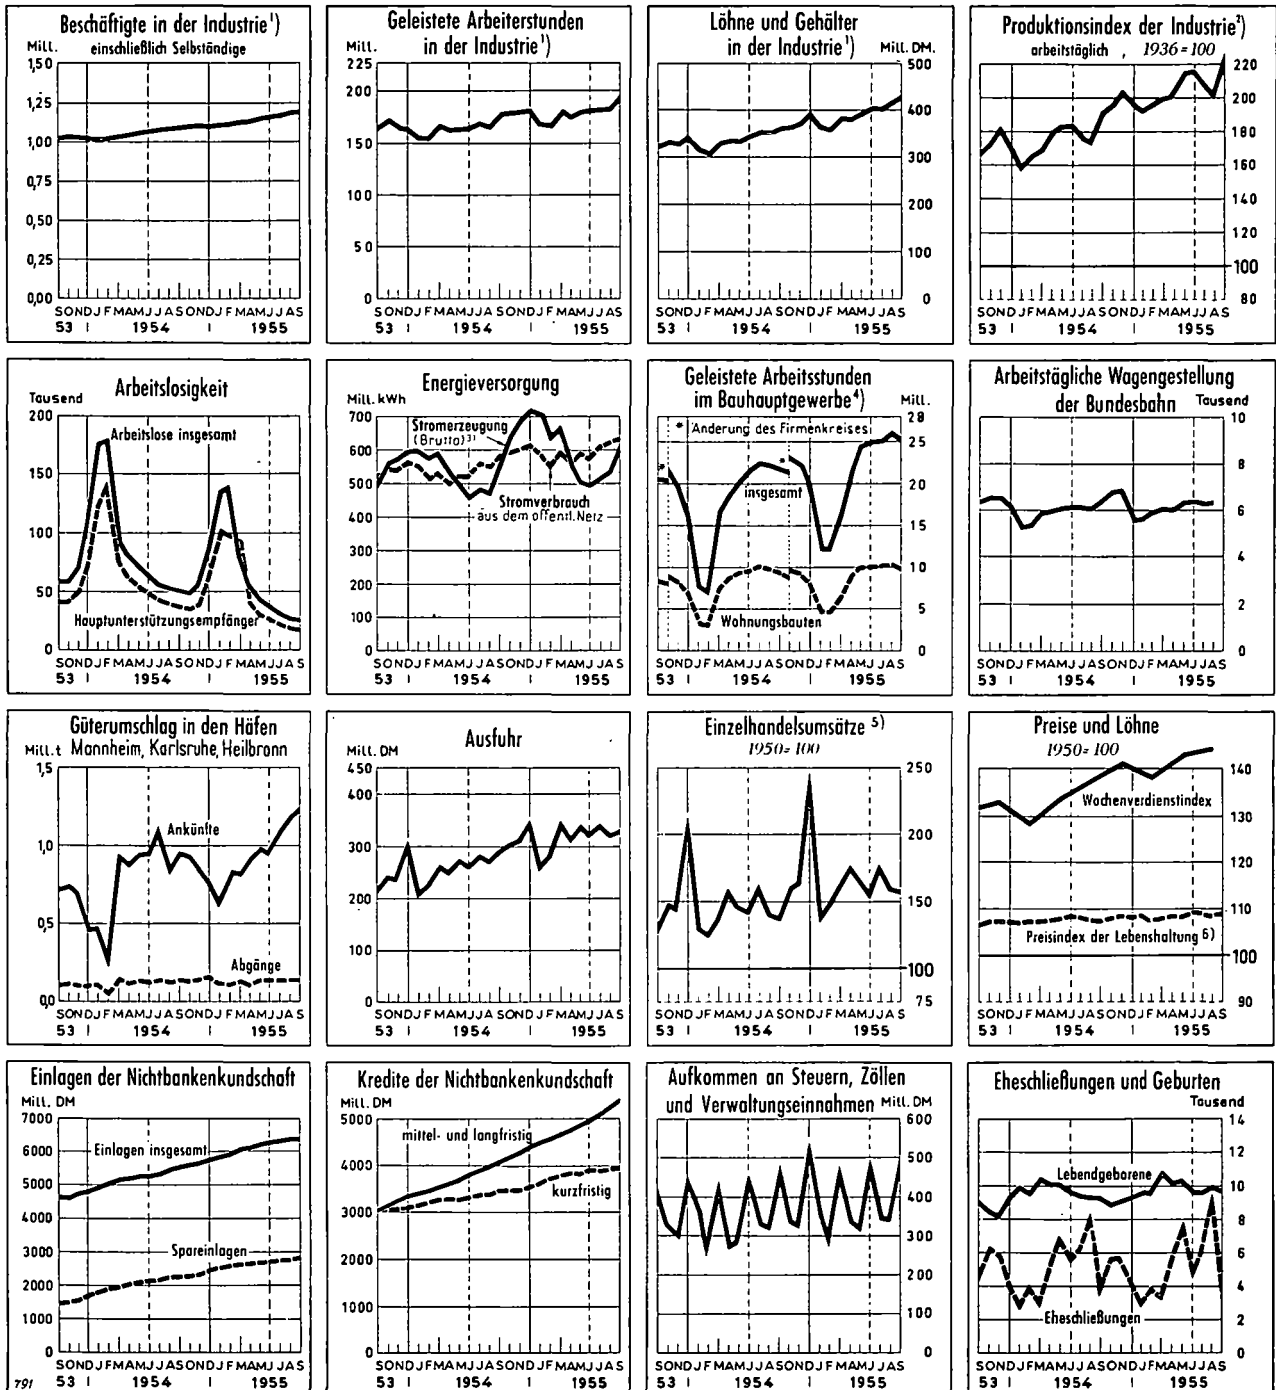 Beschäftigte in der Industrie¹)
einschließlich Selbständige
Mill.
1,50
1,25
1,00
0,75
0,50
0,25
0,00
SONDJFMAMJJASONDJFMAMJJAS
53 1954 1955
Geleistete Arbeiterstunden
in der Industrie¹)
Mill.
225
200
150
100
50
0
SONDJFMAMJJASONDJFMAMJJAS
53 1954 1955
Löhne und Gehälter
in der Industrie¹)
Mill. DM.
500
400
300
200
100
0
SONDJFMAMJJASONDJFMAMJJAS
53 1954 1955
Produktionsindex der Industrie²)
arbeitstäglich , 1936=100
220
200
180
160
140
120
100
80
SONDJFMAMJJASONDJFMAMJJAS
53 1954 1955
Arbeitslosigkeit
Tausend
200
150
100
50
0
Arbeitslose insgesamt
Hauptunterstützungsempfänger
SONDJFMAMJJASONDJFMAMJJAS
53 1954 1955
Energieversorgung
Mill. kWh
700
600
500
400
300
200
100
0
Stromerzeugung
(Brutto)³)
Stromverbrauch
aus dem öffentl. Netz
SONDJFMAMJJASONDJFMAMJJAS
53 1954 1955
Geleistete Arbeitsstunden
im Bauhauptgewerbe⁴)
Mill.
* Änderung des Firmenkreises
28
25
20
15
10
5
0
insgesamt
Wohnungsbauten
SONDJFMAMJJASONDJFMAMJJAS
53 1954 1955
Arbeitstägliche Wagengestellung
der Bundesbahn
Tausend
10
8
6
4
2
0
SONDJFMAMJJASONDJFMAMJJAS
53 1954 1955
Güterumschlag in den Häfen
Mill. t Mannheim, Karlsruhe, Heilbronn
1,5
1,0
0,5
0,0
Ankünfte
Abgänge
SONDJFMAMJJASONDJFMAMJJAS
53 1954 1955
Ausfuhr
Mill. DM
450
400
300
200
100
0
SONDJFMAMJJASONDJFMAMJJAS
53 1954 1955
Einzelhandelsumsätze ⁵)
1950=100
250
200
150
100
75
SONDJFMAMJJASONDJFMAMJJAS
53 1954 1955
Preise und Löhne
1950=100
140
130
120
110
100
90
Wochenverdienstindex
Preisindex der Lebenshaltung ⁶)
SONDJFMAMJJASONDJFMAMJJAS
53 1954 1955
Einlagen der Nichtbankenkundschaft
Mill. DM
7000
6000
5000
4000
3000
2000
1000
0
Einlagen insgesamt
Spareinlagen
SONDJFMAMJJASONDJFMAMJJAS
53 1954 1955
791
Kredite der Nichtbankenkundschaft
Mill. DM
5000
4000
3000
2000
1000
0
mittel- und langfristig
kurzfristig
SONDJFMAMJJASONDJFMAMJJAS
53 1954 1955
Aufkommen an Steuern, Zöllen
und Verwaltungseinnahmen Mill. DM
600
500
400
300
200
100
0
SONDJFMAMJJASONDJFMAMJJAS
53 1954 1955
Eheschließungen und Geburten
Tausend
14
12
10
8
6
4
2
0
Lebendgeborene
Eheschließungen
SONDJFMAMJJASONDJFMAMJJAS
53 1954 1955